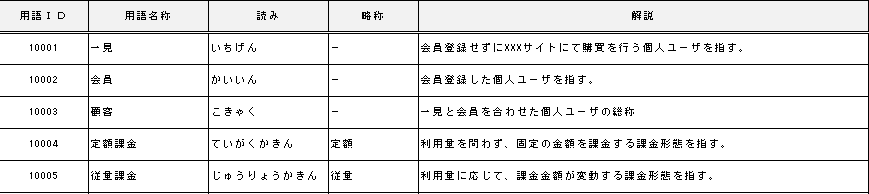 用語ＩＤ 用語名称 読み 略称 解説
10001 一見 いちげん － 会員登録せずにXXXサイトにて購買を行う個人ユーザを指す。
10002 会員 かいいん － 会員登録した個人ユーザを指す。
10003 顧客 こきゃく － 一見と会員を合わせた個人ユーザの総称
10004 定額課金 ていがくかきん 定額 利用量を問わず、固定の金額を課金する課金形態を指す。
10005 従量課金 じゅうりょうかきん 従量 利用量に応じて、課金金額が変動する課金形態を指す。